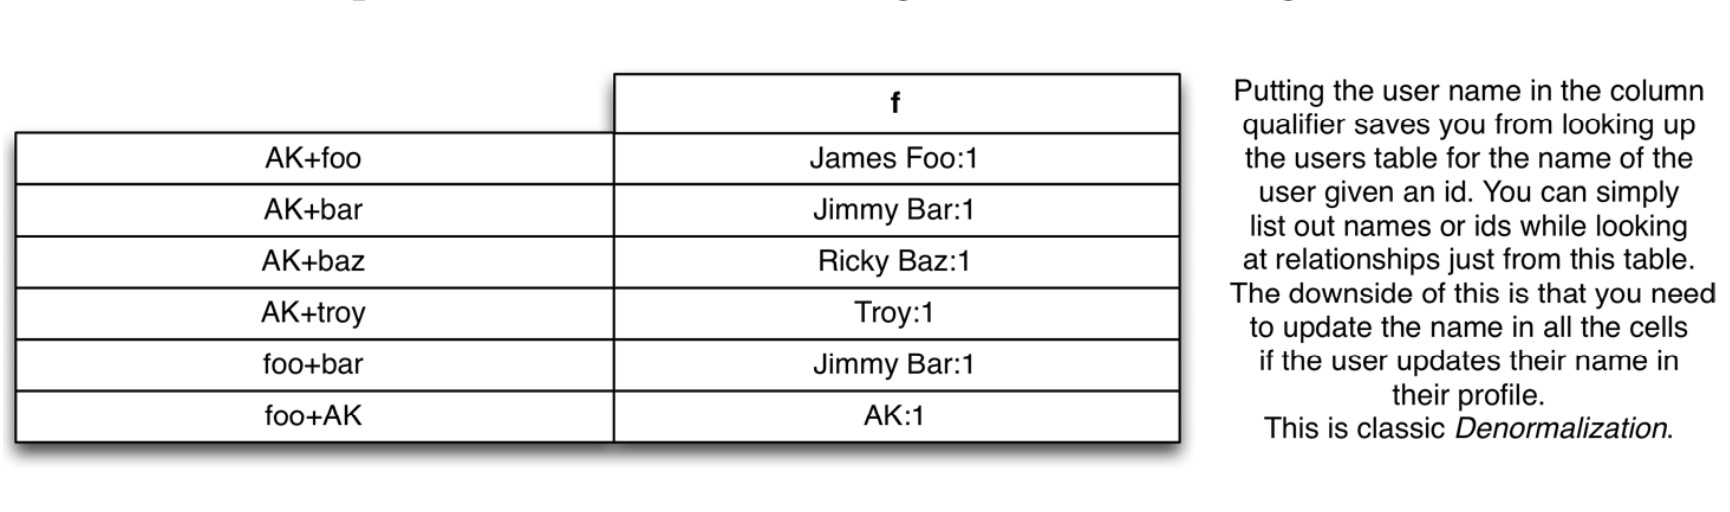 f
AK+foo James Foo:1
AK+bar Jimmy Bar:1
AK+baz Ricky Baz:1
AK+troy Troy:1
foo+bar Jimmy Bar:1
foo+AK AK:1
Putting the user name in the column
qualifier saves you from looking up
the users table for the name of the
user given an id. You can simply
list out names or ids while looking
at relationships just from this table.
The downside of this is that you need
to update the name in all the cells
if the user updates their name in
their profile.
This is classic Denormalization.